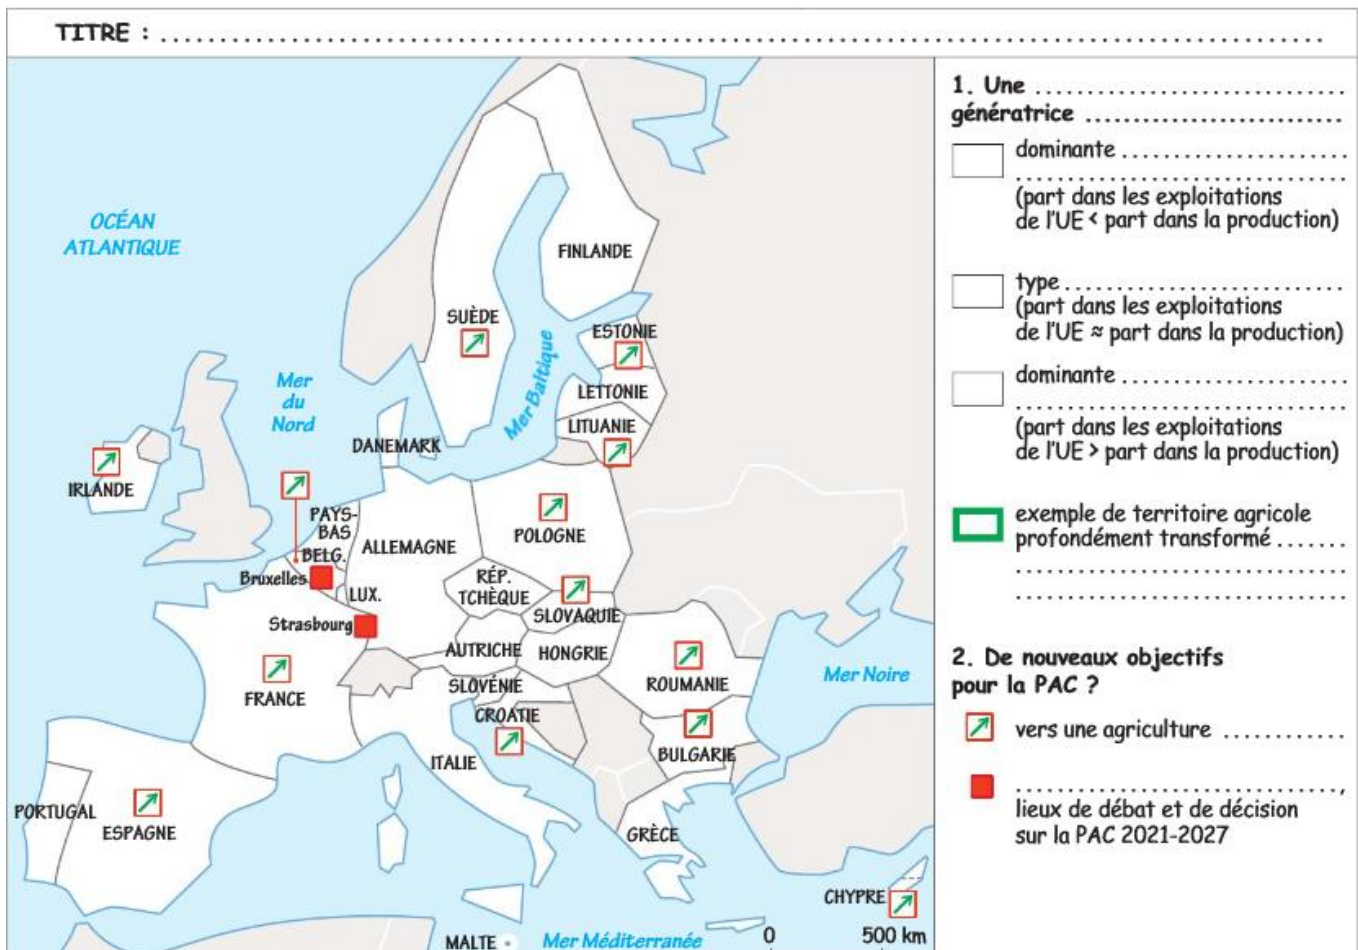 TITRE : ........................................................................................
OCÉAN
ATLANTIQUE
FINLANDE
SUÈDE
ESTONIE
Mer Baltique
LETTONIE
Mer
du
Nord
LITUANIE
DANEMARK
IRLANDE
PAYS-
BAS
POLOGNE
ALLEMAGNE
BELG.
Bruxelles
RÉP.
TCHÈQUE
LUX.
SLOVAQUIE
Strasbourg
AUTRICHE
HONGRIE
Mer Noire
ROUMANIE
SLOVÉNIE
FRANCE
CROATIE
BULGARIE
ITALIE
PORTUGAL
ESPAGNE
GRÈCE
CHYPRE
MALTE
Mer Méditerranée
0 500 km
1. Une ..............................
génératrice .........................
dominante ......................
................................
(part dans les exploitations
de l'UE < part dans la production)
type ...........................
(part dans les exploitations
de l'UE ≈ part dans la production)
dominante ......................
................................
(part dans les exploitations
de l'UE > part dans la production)
exemple de territoire agricole
profondément transformé .......
................................
................................
2. De nouveaux objectifs
pour la PAC ?
vers une agriculture ............
...............................,
lieux de débat et de décision
sur la PAC 2021-2027